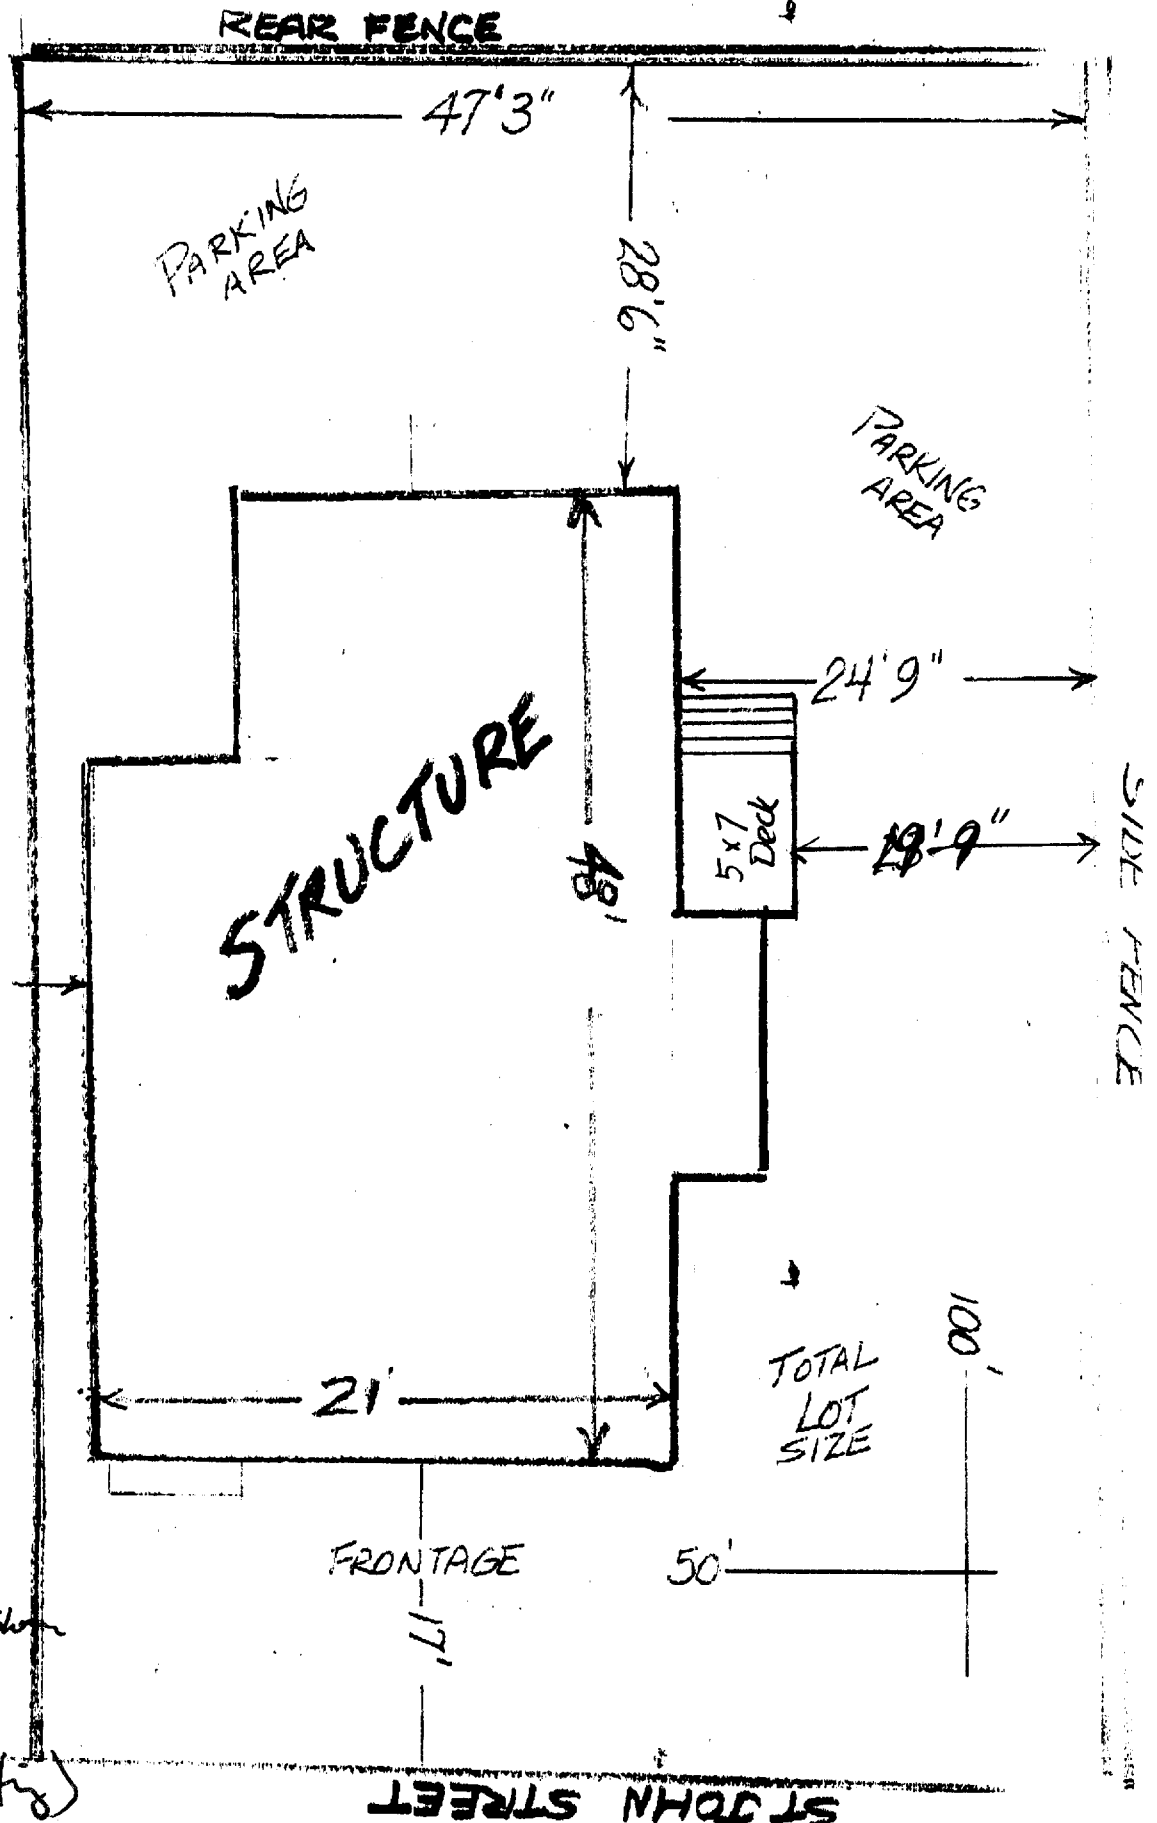 REAR FENCE
47'3"
PARKING
AREA
28'6"
PARKING
AREA
24'9"
STRUCTURE
5x7
Deck
48'
SIDE FENCE
21'
TOTAL
LOT
SIZE
100'
50'
FRONTAGE
17'
ST JOHN STREET